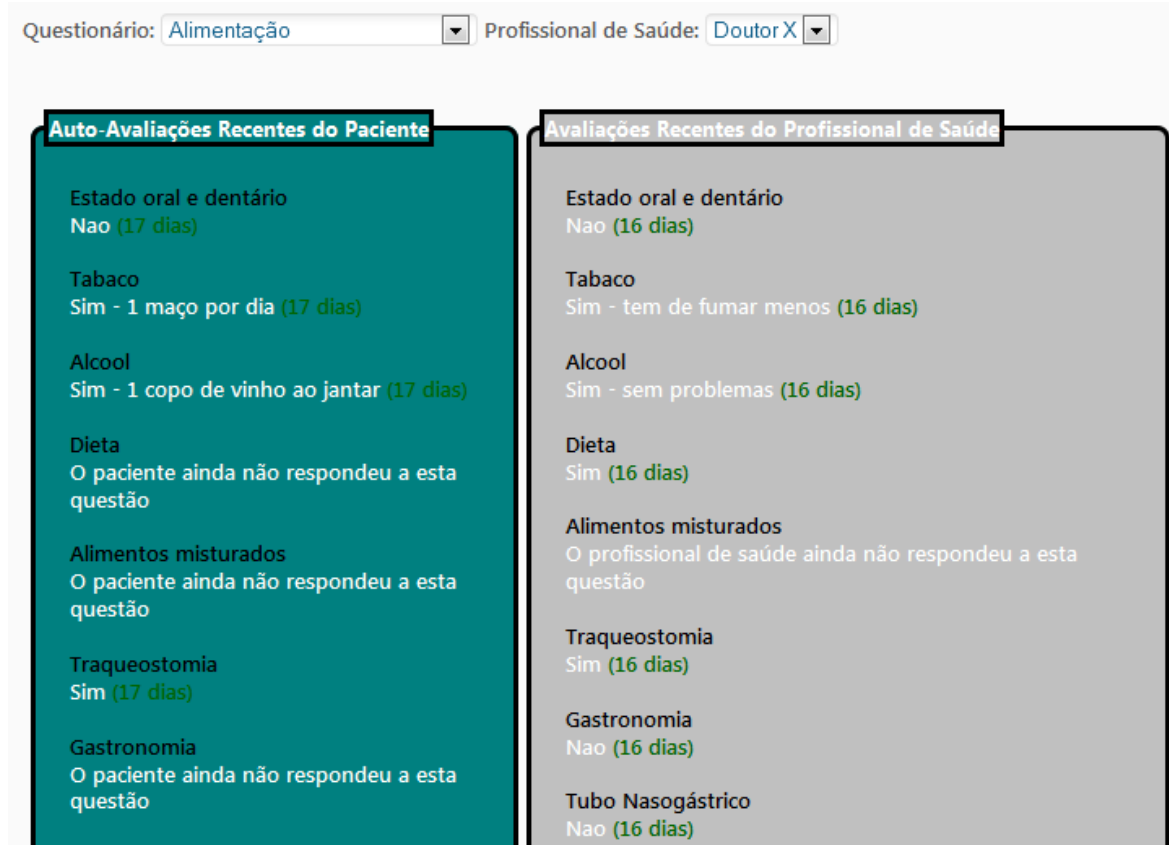 Questionário: Alimentação Profissional de Saúde: Doutor X
Auto-Avaliações Recentes do Paciente
Estado oral e dentário
Nao (17 dias)
Tabaco
Sim - 1 maço por dia (17 dias)
Alcool
Sim - 1 copo de vinho ao jantar (17 dias)
Dieta
O paciente ainda não respondeu a esta
questão
Alimentos misturados
O paciente ainda não respondeu a esta
questão
Traqueostomia
Sim (17 dias)
Gastronomia
O paciente ainda não respondeu a esta
questão
Avaliações Recentes do Profissional de Saúde
Estado oral e dentário
Nao (16 dias)
Tabaco
Sim - tem de fumar menos (16 dias)
Alcool
Sim - sem problemas (16 dias)
Dieta
Sim (16 dias)
Alimentos misturados
O profissional de saúde ainda não respondeu a esta
questão
Traqueostomia
Sim (16 dias)
Gastronomia
Nao (16 dias)
Tubo Nasogástrico
Nao (16 dias)